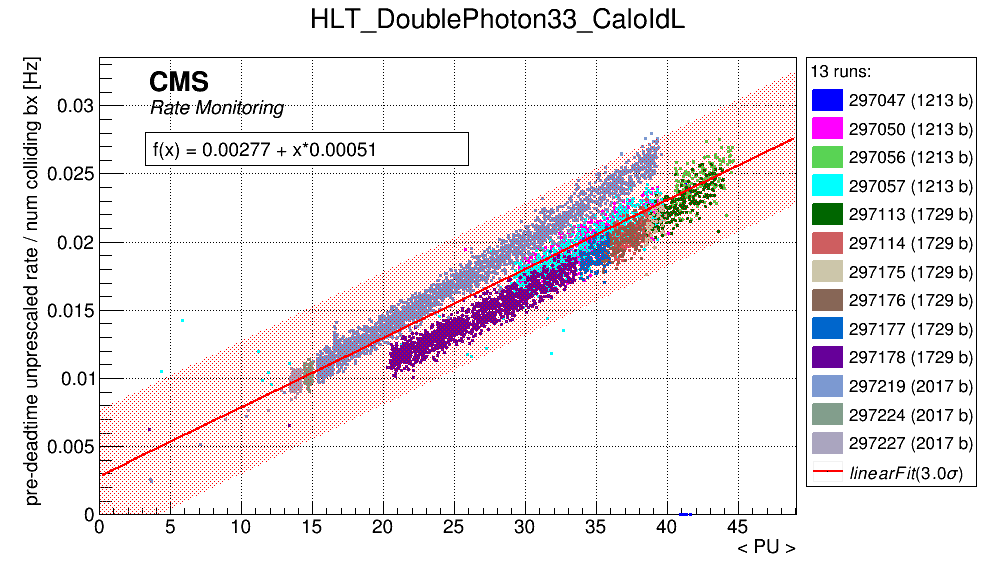 HLT_DoublePhoton33_CaloIdL
pre-deadtime unprescaled rate / num colliding bx [Hz]
CMS
Rate Monitoring
f(x) = 0.00277 + x*0.00051
0.03
0.025
0.02
0.015
0.01
0.005
0
0 5 10 15 20 25 30 35 40 45
< PU >
13 runs:
297047 (1213 b)
297050 (1213 b)
297056 (1213 b)
297057 (1213 b)
297113 (1729 b)
297114 (1729 b)
297175 (1729 b)
297176 (1729 b)
297177 (1729 b)
297178 (1729 b)
297219 (2017 b)
297224 (2017 b)
297227 (2017 b)
linearFit(3.0σ)